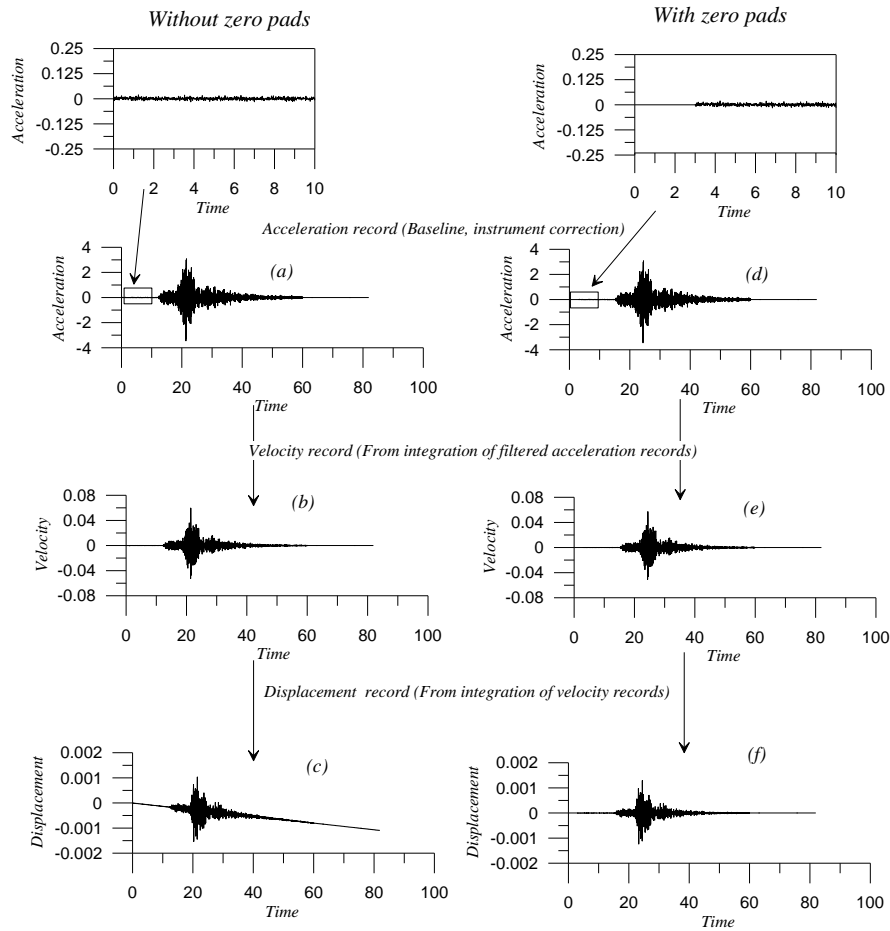 Without zero pads
With zero pads
0.25
0.125
0
-0.125
-0.25
Acceleration
0 2 4 6 8 10
Time
0.25
0.125
0
-0.125
-0.25
Acceleration
0 2 4 6 8 10
Time
Acceleration record (Baseline, instrument correction)
4
2
0
-2
-4
Acceleration
(a)
0 20 40 60 80 100
Time
4
2
0
-2
-4
Acceleration
(d)
0 20 40 60 80 100
Time
Velocity record (From integration of filtered acceleration records)
0.08
0.04
0
-0.04
-0.08
Velocity
(b)
0 20 40 60 80 100
Time
0.08
0.04
0
-0.04
-0.08
Velocity
(e)
0 20 40 60 80 100
Time
Displacement record (From integration of velocity records)
0.002
0.001
0
-0.001
-0.002
Displacement
(c)
0 20 40 60 80 100
Time
0.002
0.001
0
-0.001
-0.002
Displacement
(f)
0 20 40 60 80 100
Time